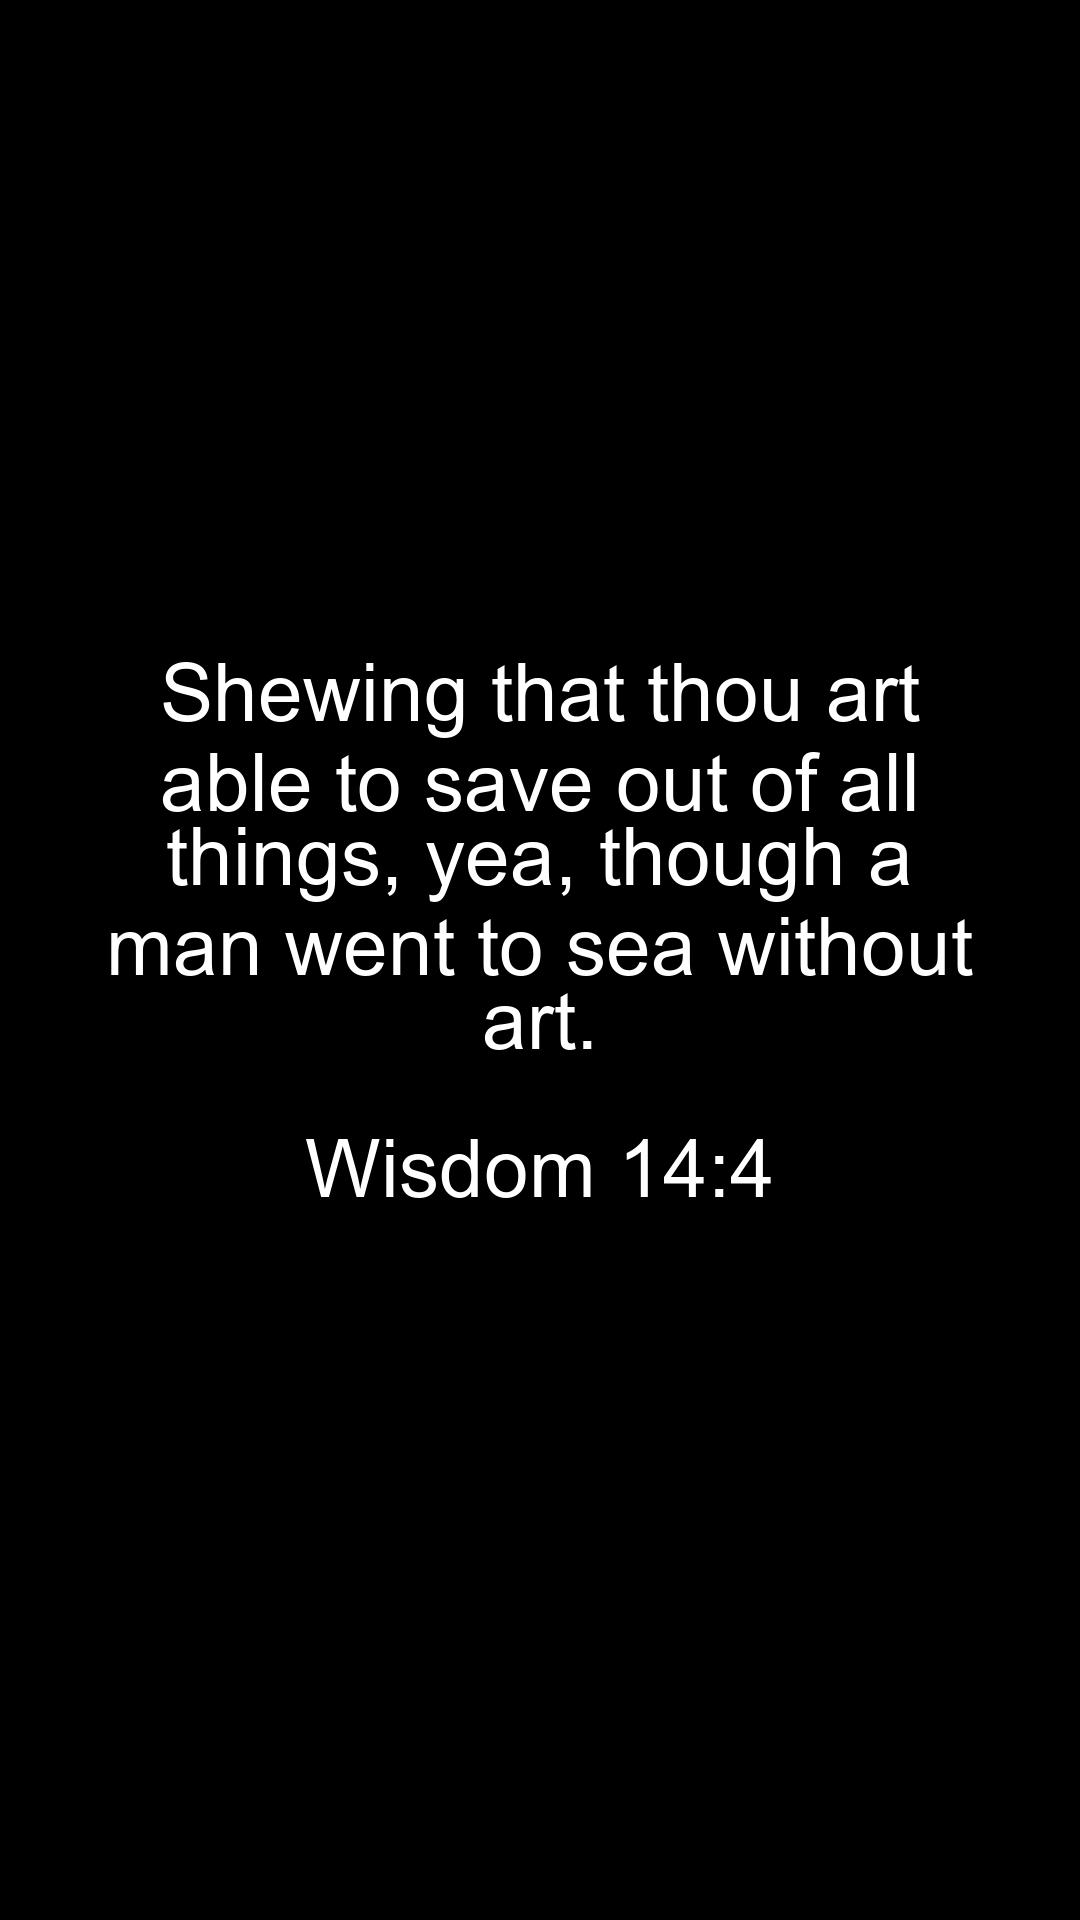 Shewing that thou art
able to save out of all
things, yea, though a
man went to sea without
art.
Wisdom 14:4